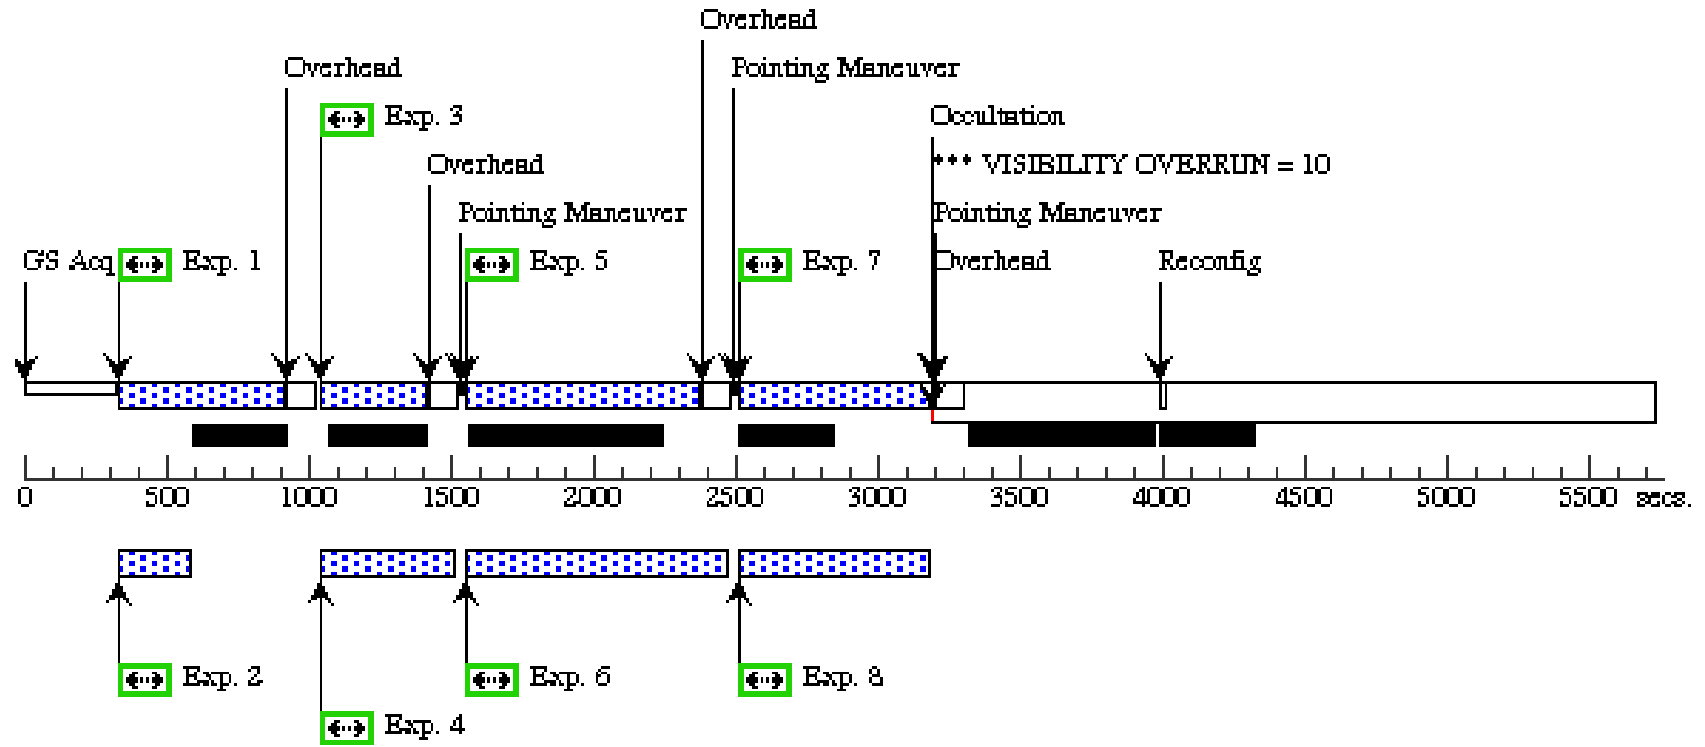 Overhead
Overhead
Pointing Maneuver
Exp. 3
Occultation
Overhead
*** VISIBILITY OVERRUN = 10
Pointing Maneuver
Pointing Maneuver
GS Acq
Exp. 1
Exp. 5
Exp. 7
Overhead
Reconfig
0 500 1000 1500 2000 2500 3000 3500 4000 4500 5000 5500 secs.
Exp. 2
Exp. 6
Exp. 8
Exp. 4